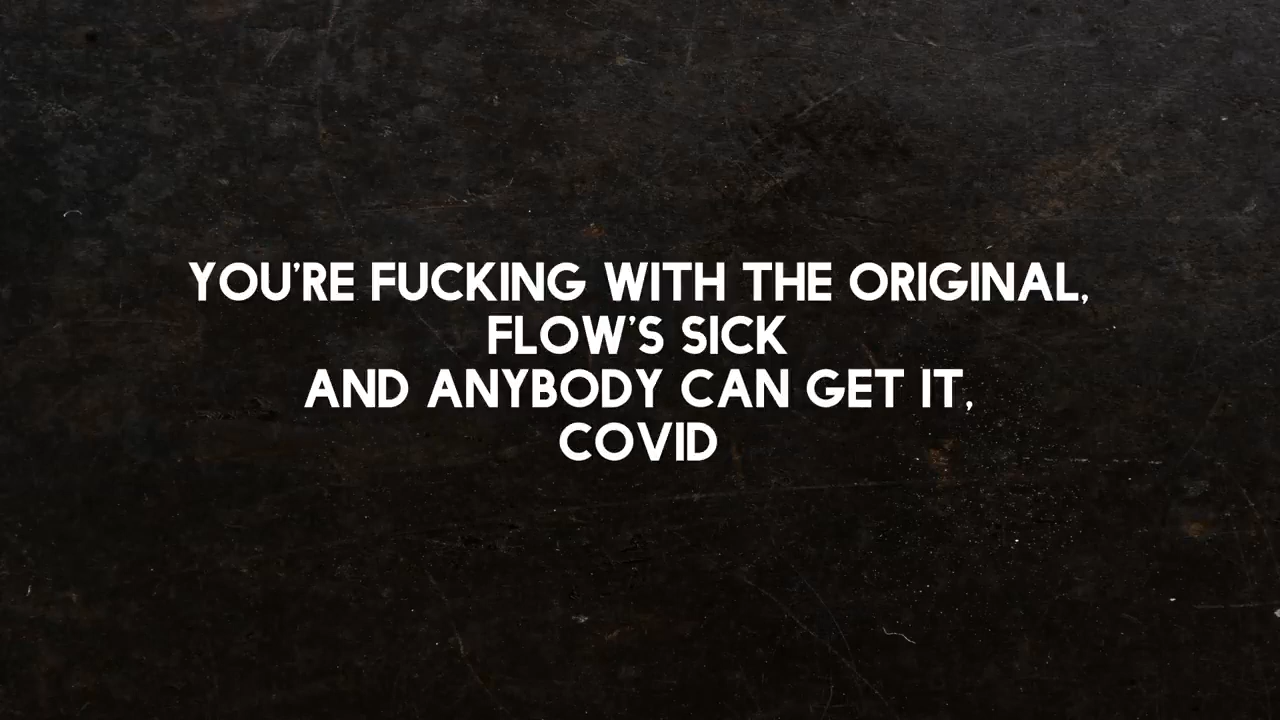 YOU'RE FUCKING WITH THE ORIGINAL,
FLOW'S SICK
AND ANYBODY CAN GET IT,
COVID